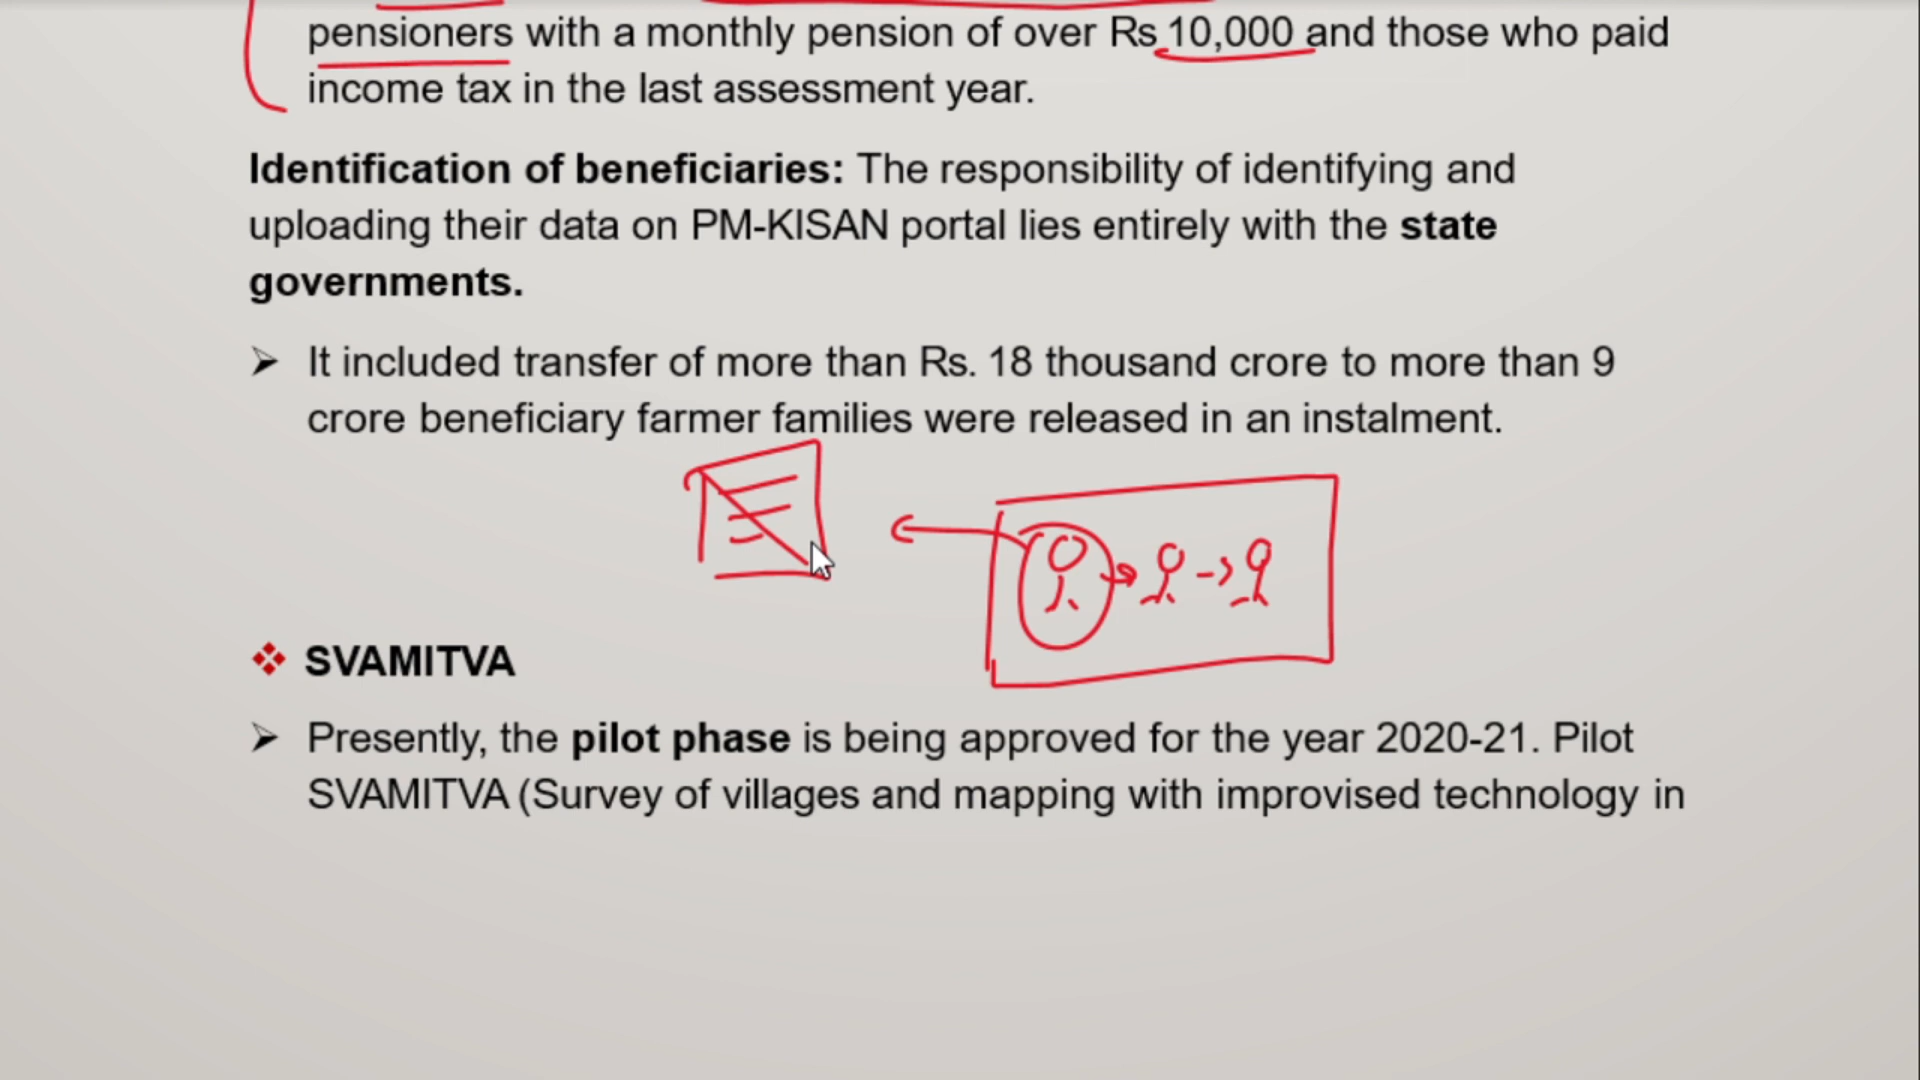 pensioners with a monthly pension of over Rs 10,000 and those who paid
income tax in the last assessment year.
Identification of beneficiaries: The responsibility of identifying and
uploading their data on PM-KISAN portal lies entirely with the state
governments.
➢ It included transfer of more than Rs. 18 thousand crore to more than 9
crore beneficiary farmer families were released in an instalment.
❖ SVAMITVA
➢ Presently, the pilot phase is being approved for the year 2020-21. Pilot
SVAMITVA (Survey of villages and mapping with improvised technology in